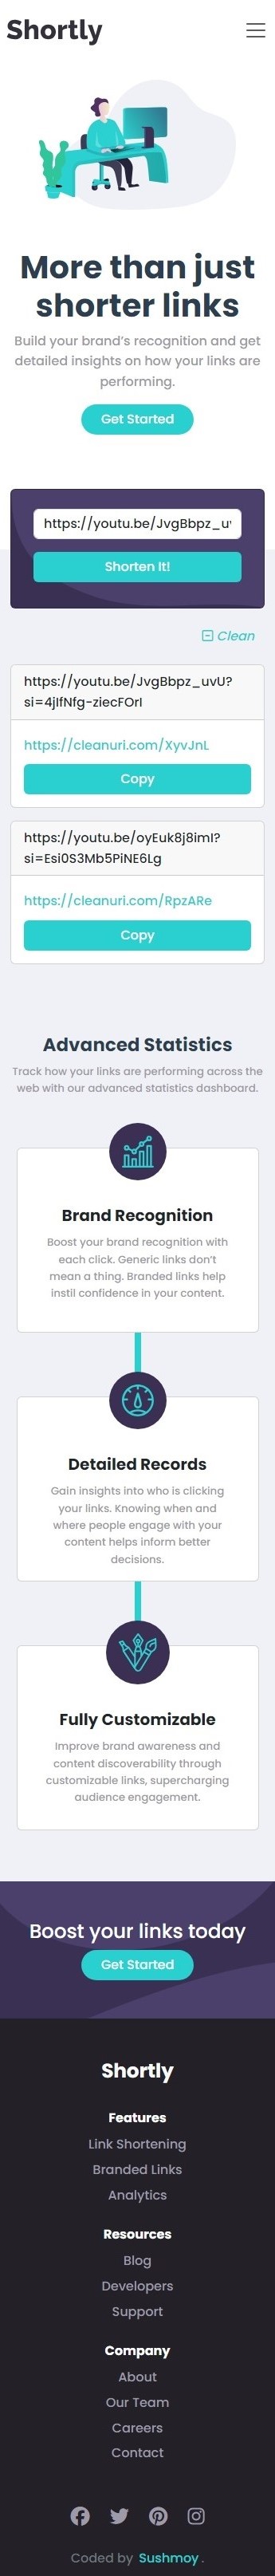 Shortly
More than just
shorter links
Build your brand's recognition and get
detailed insights on how your links are
performing.
Get Started
https://youtu.be/JvgBbpz_u
Shorten It!
Clean
https://youtu.be/JvgBbpz_uvU?
si=4jIfNfg-ziecFOrI
https://cleanuri.com/XyvJnL
Copy
https://youtu.be/oyEuk8j8imI?
si=Esi0S3Mb5PiNE6Lg
https://cleanuri.com/RpzARe
Copy
Advanced Statistics
Track how your links are performing across the
web with our advanced statistics dashboard.
Brand Recognition
Boost your brand recognition with
each click. Generic links don't
mean a thing. Branded links help
instil confidence in your content.
Detailed Records
Gain insights into who is clicking
your links. Knowing when and
where people engage with your
content helps inform better
decisions.
Fully Customizable
Improve brand awareness and
content discoverability through
customizable links, supercharging
audience engagement.
Boost your links today
Get Started
Shortly
Features
Link Shortening
Branded Links
Analytics
Resources
Blog
Developers
Support
Company
About
Our Team
Careers
Contact
Coded by Sushmoy .